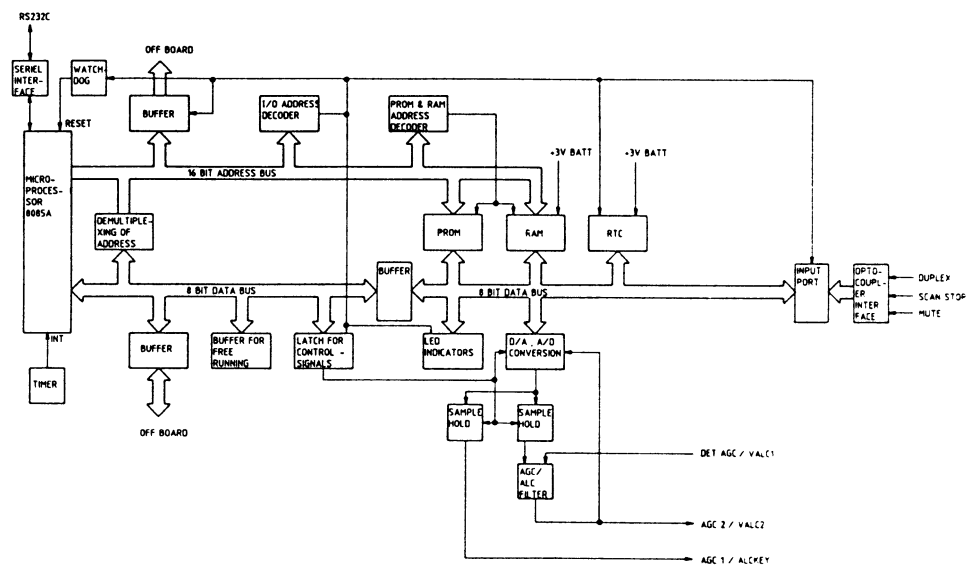 RS232C
SERIEL
INTER-
FACE
WATCH-
DOG
OFF BOARD
BUFFER
I/O ADDRESS
DECODER
PROM & RAM
ADDRESS
DECODER
RESET
+3V BATT
+3V BATT
16 BIT ADDRESS BUS
MICRO-
PROCES-
SOR
8085A
DEMULTIPLE-
XING OF
ADDRESS
PROM
RAM
RTC
BUFFER
8 BIT DATA BUS
8 BIT DATA BUS
INPUT
PORT
OPTO-
COUPL-
ER
INTER
FACE
DUPLEX
SCAN STOP
MUTE
INT
TIMER
BUFFER
BUFFER FOR
FREE
RUNNING
LATCH FOR
CONTROL -
SIGNALS
LED
INDICATORS
D/A , A/D
CONVERSION
OFF BOARD
SAMPLE
HOLD
SAMPLE
HOLD
AGC/
ALC
FILTER
DET AGC / VALC1
AGC 2 / VALC2
AGC 1 / ALCKEY